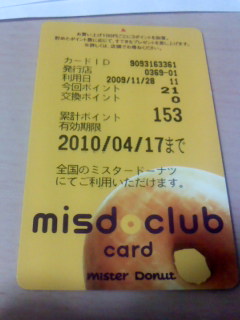 カードID 9093163361
発行店 0369-01
利用日 2009/11/28 11
今回ポイント 21
交換ポイント 0
累計ポイント 153
有効期限
2010/04/17まで
全国のミスタードーナツ
にてご利用いただけます。
misdoclub
card
mister Donut